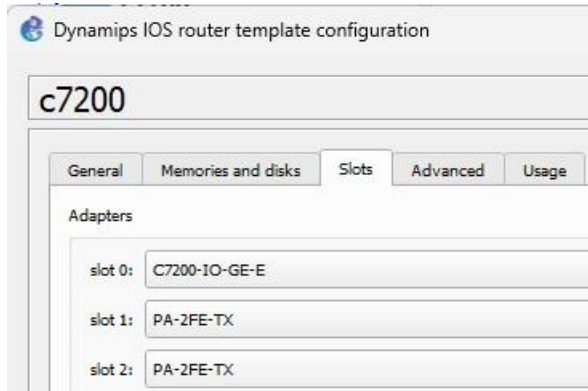 Dynamips IOS router template configuration
c7200
General Memories and disks Slots Advanced Usage
Adapters
slot 0: C7200-IO-GE-E
slot 1: PA-2FE-TX
slot 2: PA-2FE-TX